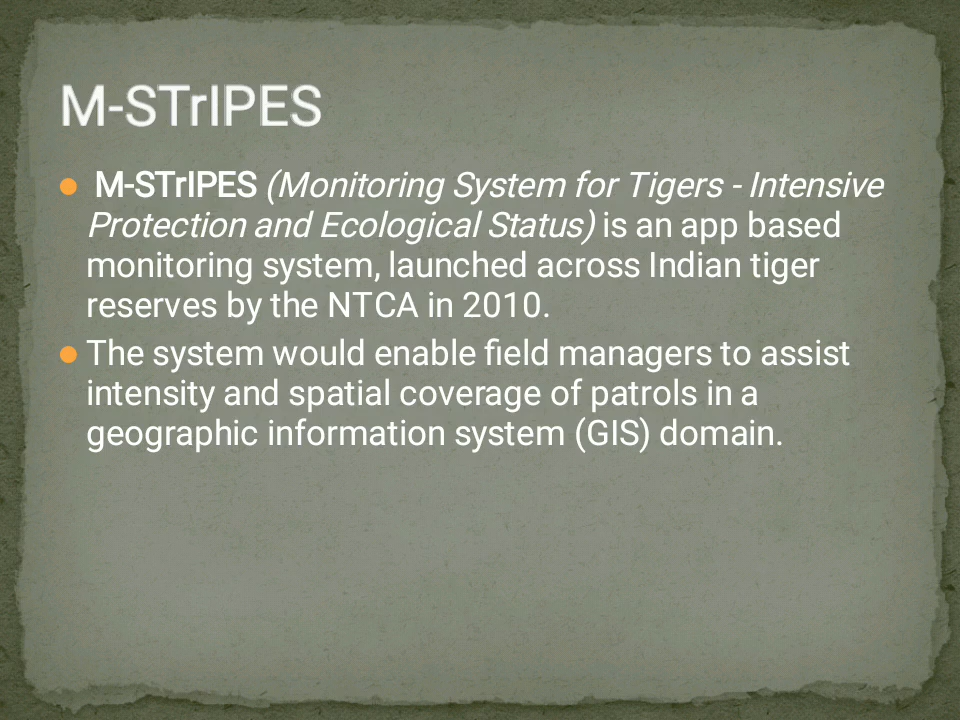 M-STrIPES
M-STrIPES (Monitoring System for Tigers - Intensive
Protection and Ecological Status) is an app based
monitoring system, launched across Indian tiger
reserves by the NTCA in 2010.
The system would enable field managers to assist
intensity and spatial coverage of patrols in a
geographic information system (GIS) domain.